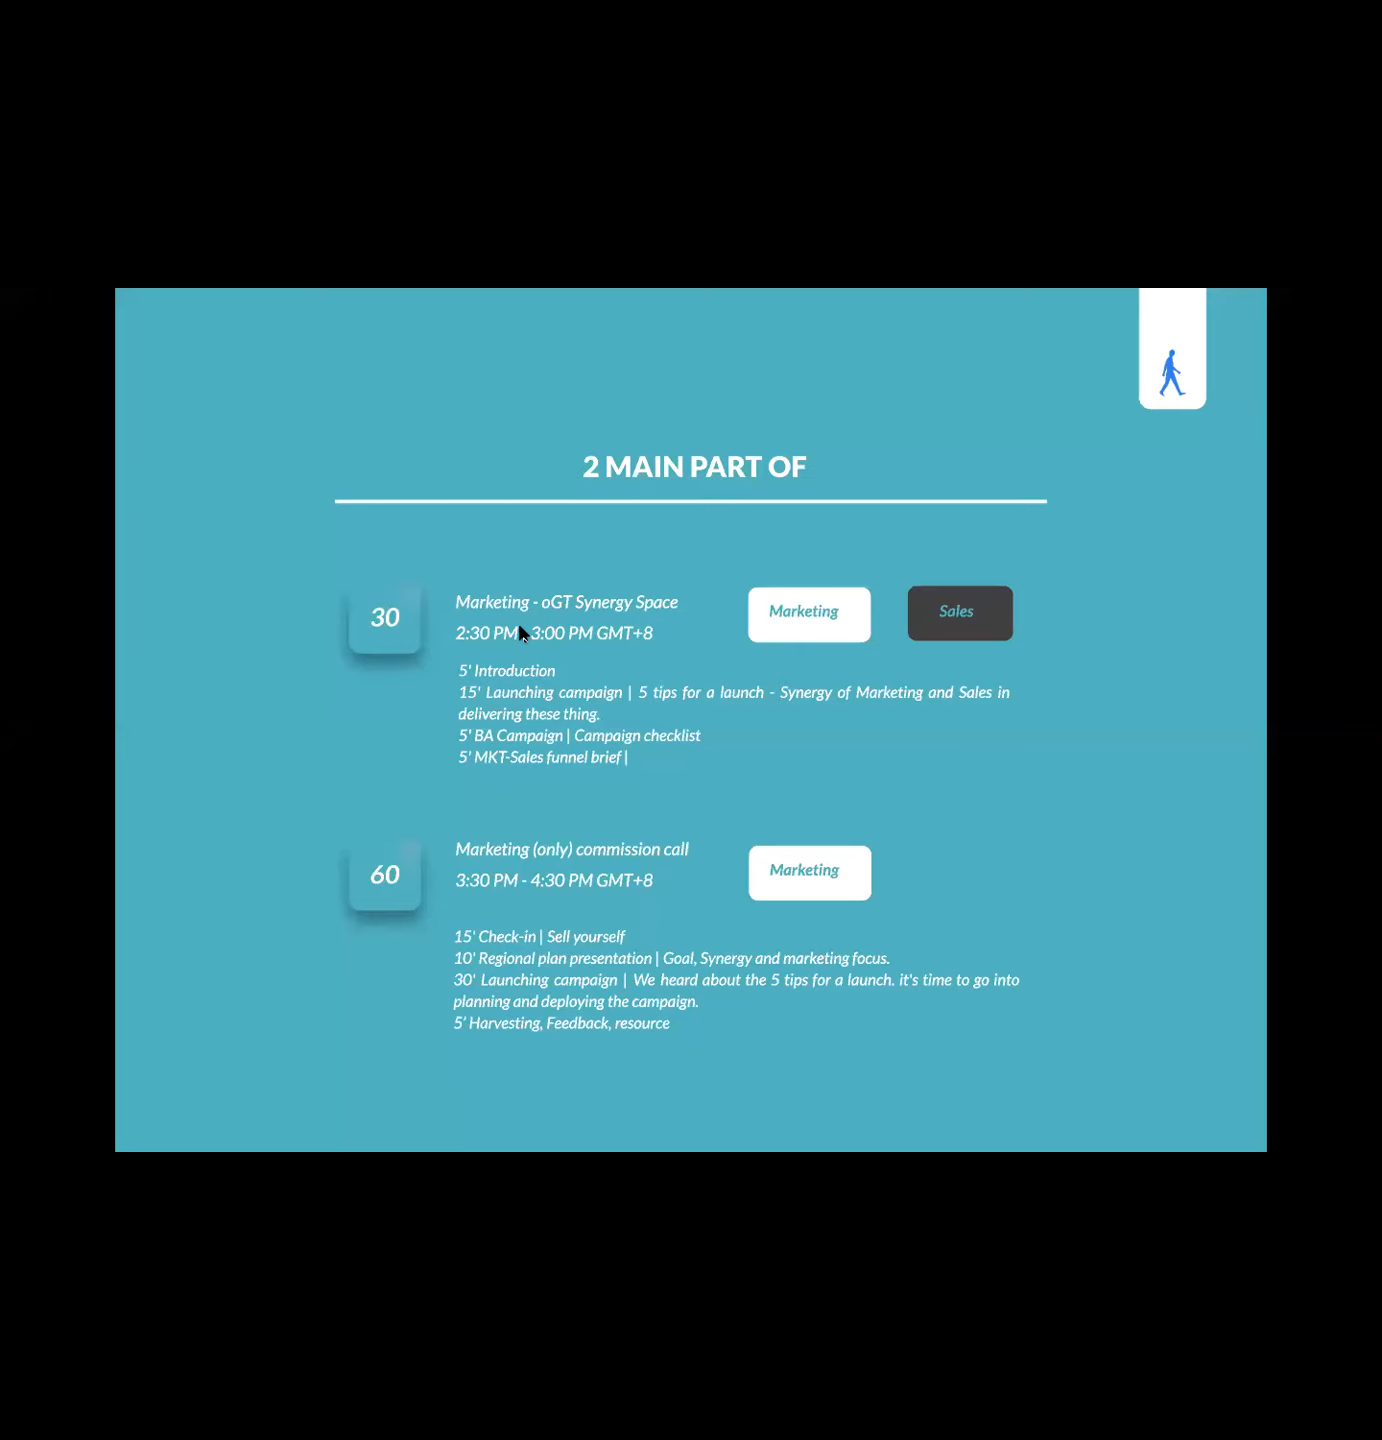 2 MAIN PART OF
30
Marketing - oGT Synergy Space
2:30 PM 3:00 PM GMT+8
Marketing
Sales
5' Introduction
15' Launching campaign | 5 tips for a launch - Synergy of Marketing and Sales in
delivering these thing.
5' BA Campaign | Campaign checklist
5' MKT-Sales funnel brief |
60
Marketing (only) commission call
3:30 PM - 4:30 PM GMT+8
Marketing
15' Check-in | Sell yourself
10' Regional plan presentation | Goal, Synergy and marketing focus.
30' Launching campaign | We heard about the 5 tips for a launch. it's time to go into
planning and deploying the campaign.
5' Harvesting, Feedback, resource